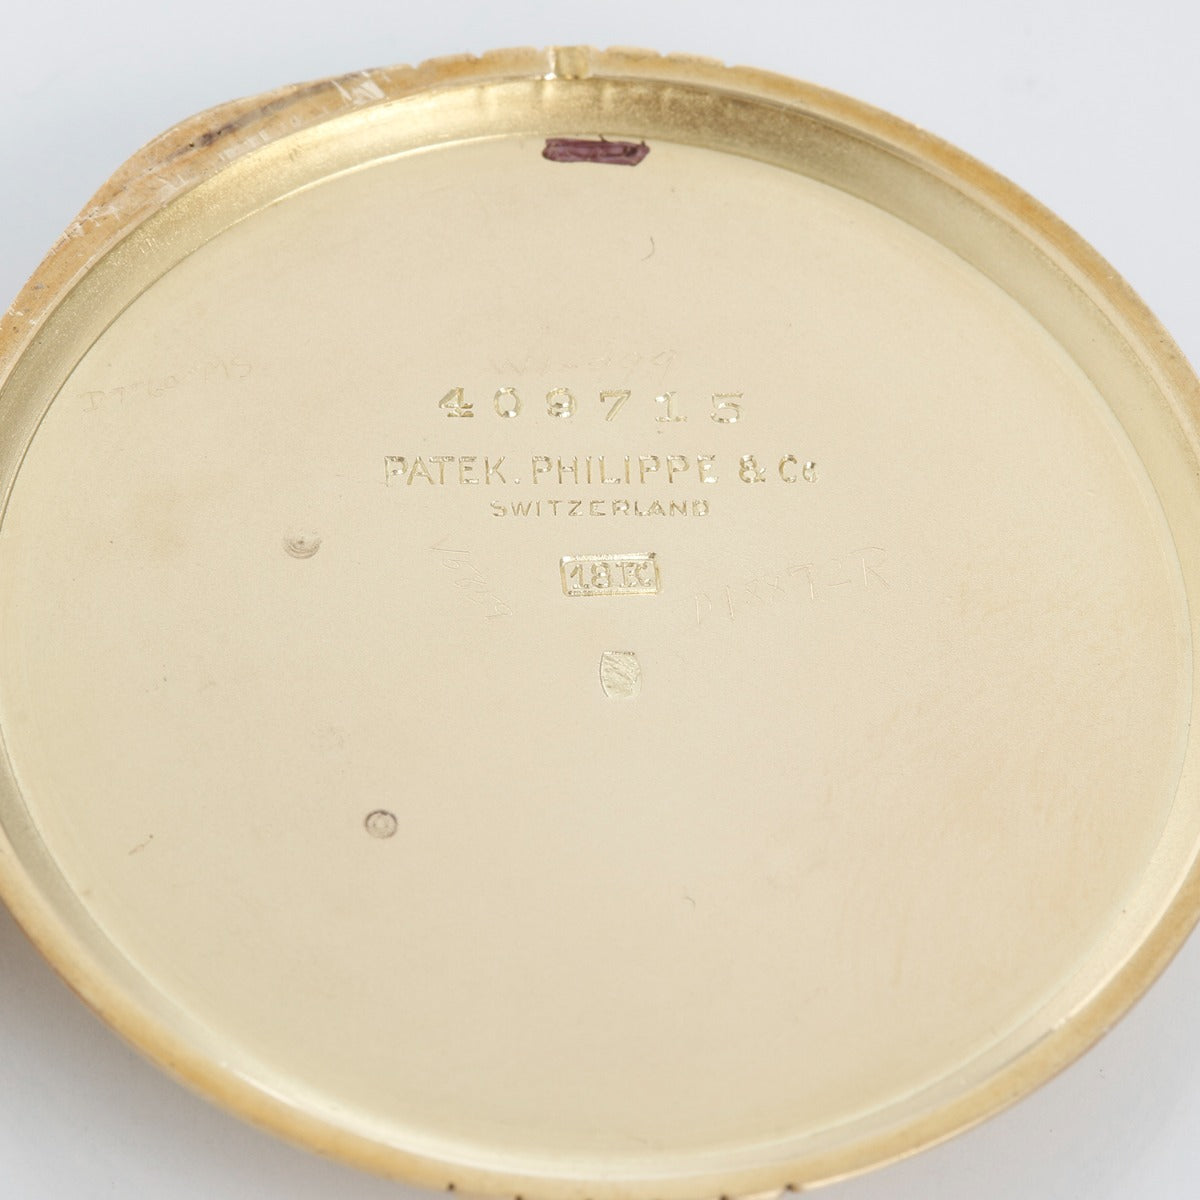 409715
PATEK. PHILIPPE & Co
SWITZERLAND
18K